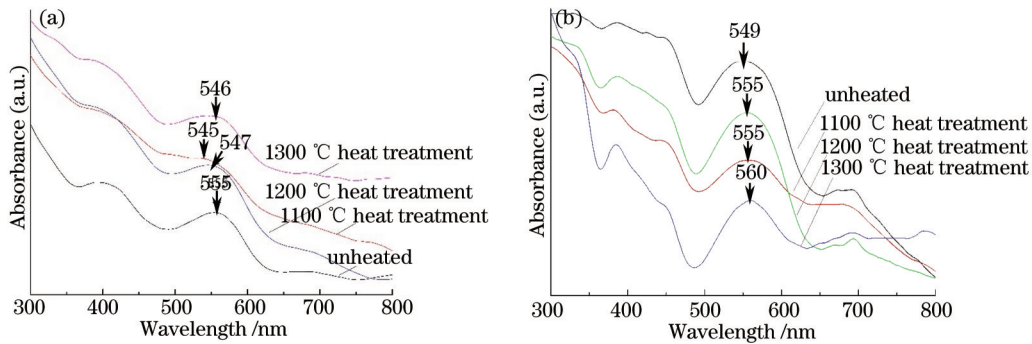 (a)
546
545
547
555
1300 ℃ heat treatment
1200 ℃ heat treatment
1100 ℃ heat treatment
unheated
Absorbance (a.u.)
300 400 500 600 700 800
Wavelength /nm
(b)
549
555
555
560
unheated
1100 ℃ heat treatment
1200 ℃ heat treatment
1300 ℃ heat treatment
Absorbance (a.u.)
300 400 500 600 700 800
Wavelength /nm